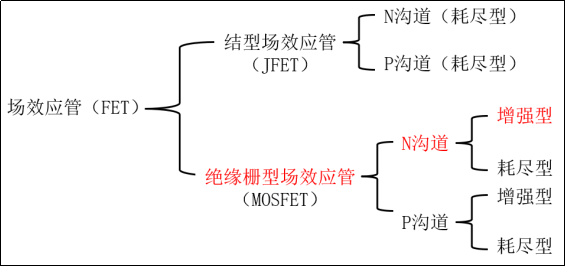 场效应管（FET）
结型场效应管
（JFET）
N沟道（耗尽型）
P沟道（耗尽型）
绝缘栅型场效应管
（MOSFET）
N沟道
增强型
耗尽型
P沟道
增强型
耗尽型